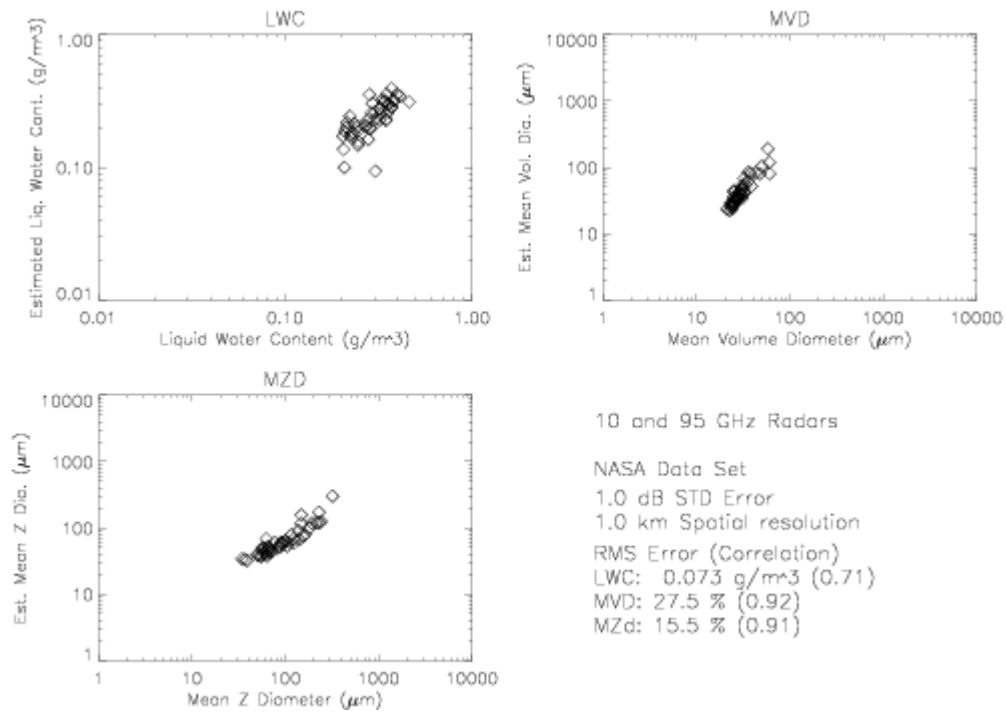 LWC
Estimated Liq. Water Cont. (g/m^3)
1.00
0.10
0.01
0.01
0.10
1.00
Liquid Water Content (g/m^3)
MVD
Est. Mean Vol. Dia. (μm)
10000
1000
100
10
1
1
10
100
1000
10000
Mean Volume Diameter (μm)
MZD
Est. Mean Z Dia. (μm)
10000
1000
100
10
1
1
10
100
1000
10000
Mean Z Diameter (μm)
10 and 95 GHz Radars
NASA Data Set
1.0 dB STD Error
1.0 km Spatial resolution
RMS Error (Correlation)
LWC: 0.073 g/m^3 (0.71)
MVD: 27.5 % (0.92)
MZd: 15.5 % (0.91)